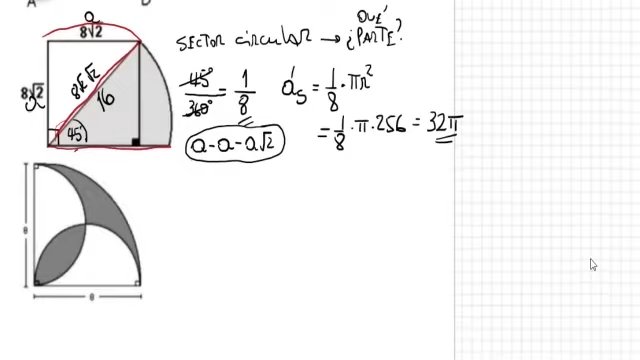 A D
a
8√2
SECTOR CIRCULAR → ¿QUÉ PARTE?
8√2
a
8√2√2
16
45°
45°/360° = 1/8
áS = 1/8 · πr²
= 1/8 · π · 256 = 32π
a - a - a√2
8
8